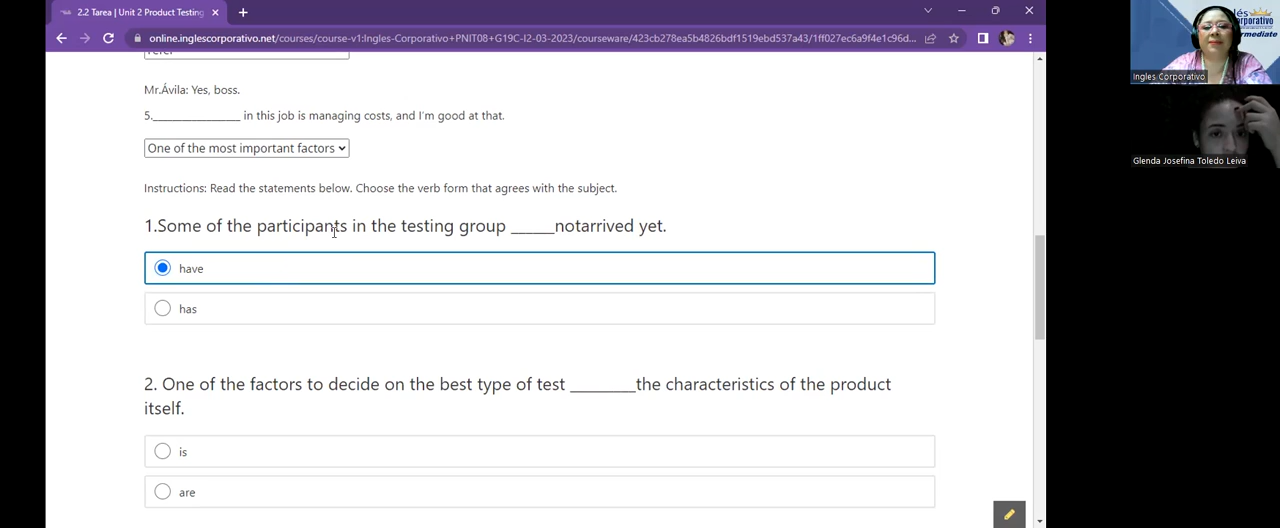 2.2 Tarea | Unit 2 Product Testing
online.inglescorporativo.net/courses/course-v1:Ingles-Corporativo+PNIT08+G19C-I2-03-2023/courseware/423cb278ea5b4826bdf1519ebd537a43/1ff027ec6a9f4e1c96d...
Mr.Ávila: Yes, boss.
5.________________ in this job is managing costs, and I'm good at that.
One of the most important factors
Instructions: Read the statements below. Choose the verb form that agrees with the subject.
1.Some of the participants in the testing group _____notarrived yet.
have
has
2. One of the factors to decide on the best type of test _______the characteristics of the product
itself.
is
are
Ingles Corporativo
Glenda Josefina Toledo Leiva